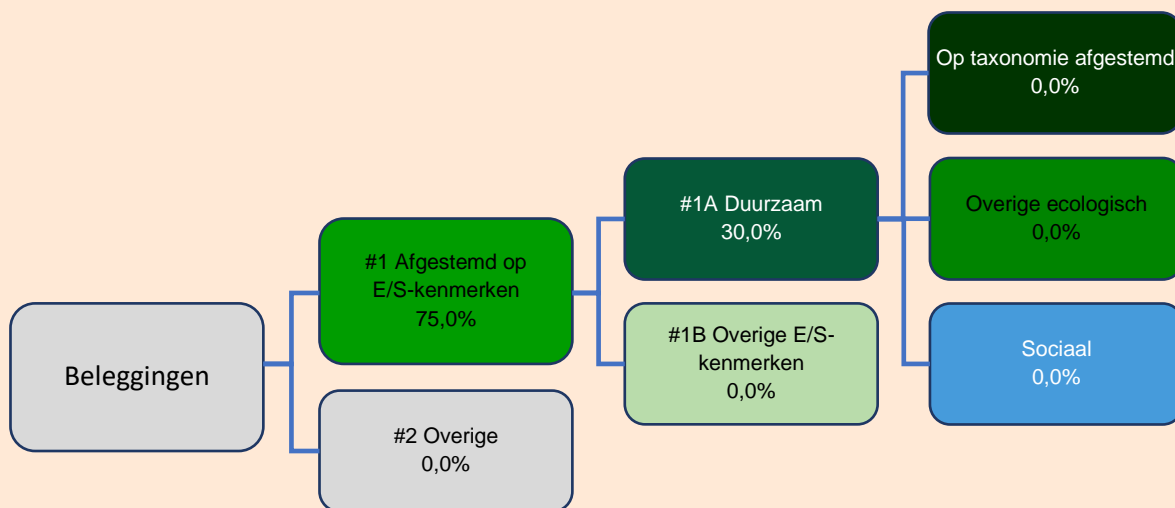 Beleggingen
#1 Afgestemd op
E/S-kenmerken
75,0%
#2 Overige
0,0%
#1A Duurzaam
30,0%
#1B Overige E/S-
kenmerken
0,0%
Op taxonomie afgestemd
0,0%
Overige ecologisch
0,0%
Sociaal
0,0%